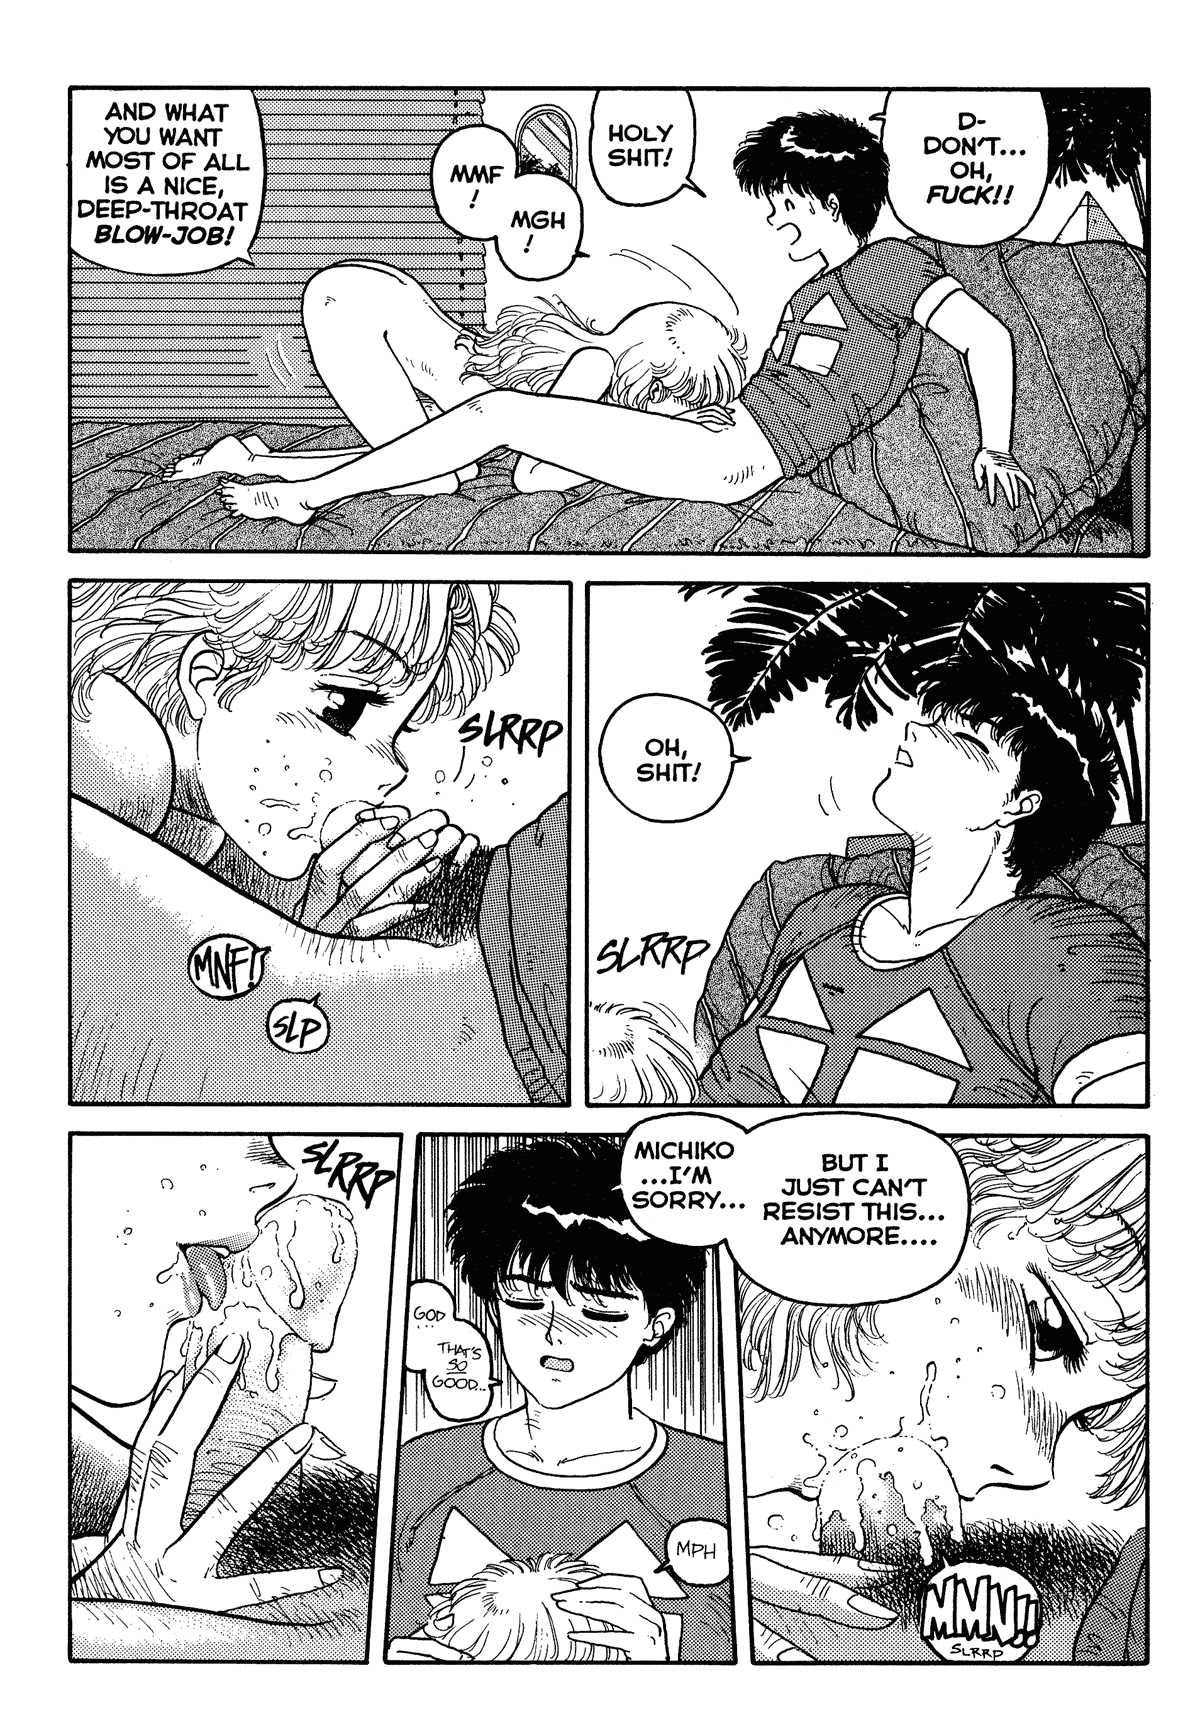 AND WHAT
YOU WANT
MOST OF ALL
IS A NICE,
DEEP-THROAT
BLOW-JOB!
MMF
!
MGH
!
HOLY
SHIT!
D-
DON'T...
OH,
FUCK!!
SLRRP
MNF!!
SLP
OH,
SHIT!
SLRRP
SLRRP
GOD
...
THAT'S
SO
GOOD...
MICHIKO
...I'M
SORRY...
BUT I
JUST CAN'T
RESIST THIS...
ANYMORE....
MPH
MMN!!
SLRRP